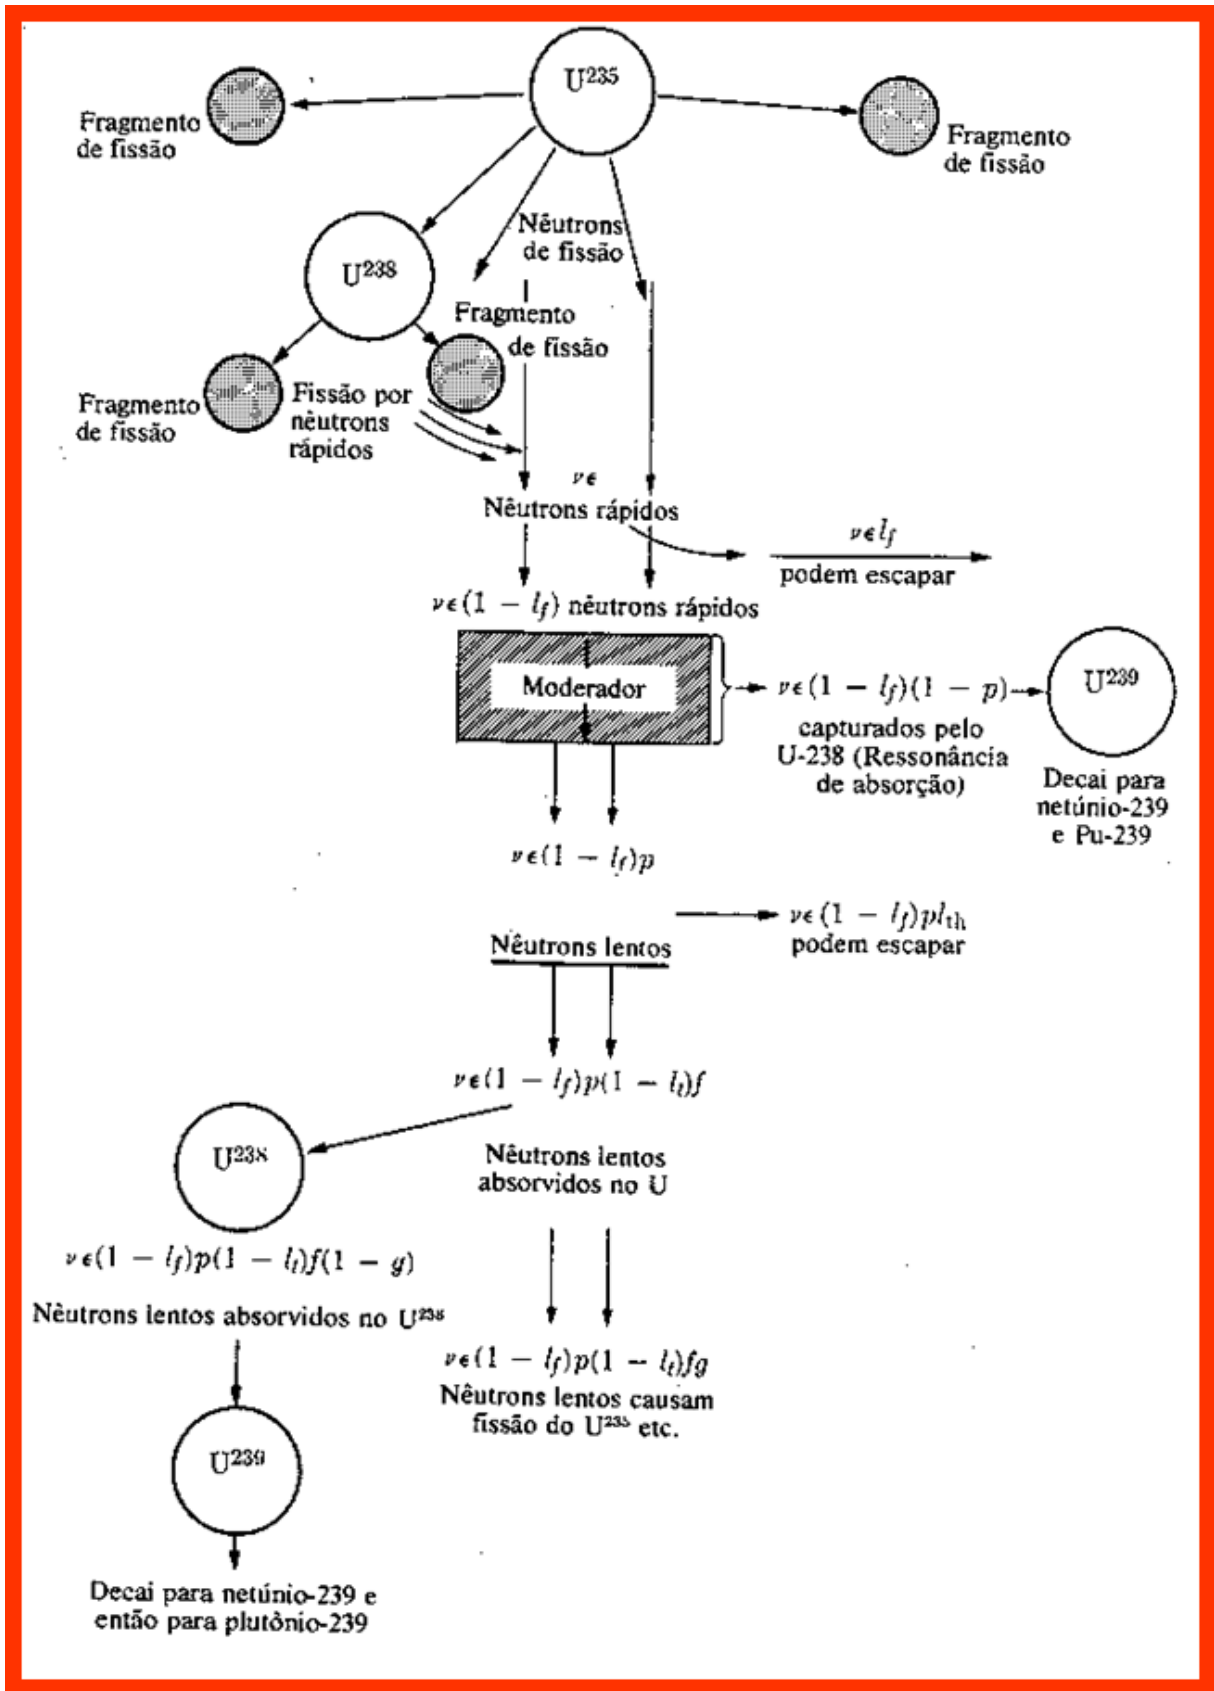 U²³⁵
Fragmento
de fissão
Fragmento
de fissão
Nêutrons
de fissão
U²³⁸
Fragmento
de fissão
Fragmento
de fissão
Fissão por
nêutrons
rápidos
νϵ
Nêutrons rápidos
νϵl_f
podem escapar
νϵ(1 − l_f) nêutrons rápidos
Moderador
νϵ(1 − l_f)(1 − p)
capturados pelo
U-238 (Ressonância
de absorção)
U²³⁹
Decai para
netúnio-239
e Pu-239
νϵ(1 − l_f)p
νϵ(1 − l_f)pl_th
podem escapar
Nêutrons lentos
νϵ(1 − l_f)p(1 − l_t)f
U²³⁸
Nêutrons lentos
absorvidos no U
νϵ(1 − l_f)p(1 − l_t)f(1 − g)
Nêutrons lentos absorvidos no U²³⁸
νϵ(1 − l_f)p(1 − l_t)fg
Nêutrons lentos causam
fissão do U²³⁵ etc.
U²³⁹
Decai para netúnio-239 e
então para plutônio-239